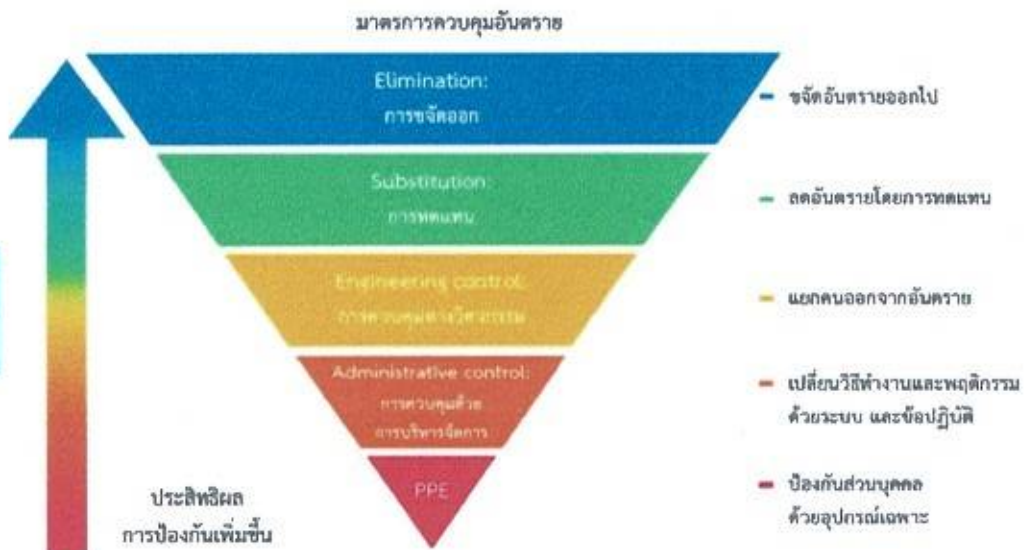 มาตรการควบคุมอันตราย
Elimination:
การขจัดออก
ขจัดอันตรายออกไป
Substitution:
การทดแทน
ลดอันตรายโดยการทดแทน
Engineering control:
การควบคุมทางวิศวกรรม
แยกคนออกจากอันตราย
Administrative control:
การควบคุมด้วย
การบริหารจัดการ
เปลี่ยนวิธีทำงานและพฤติกรรม
ด้วยระบบ และข้อปฏิบัติ
PPE
ป้องกันส่วนบุคคล
ด้วยอุปกรณ์เฉพาะ
ประสิทธิผล
การป้องกันเพิ่มขึ้น